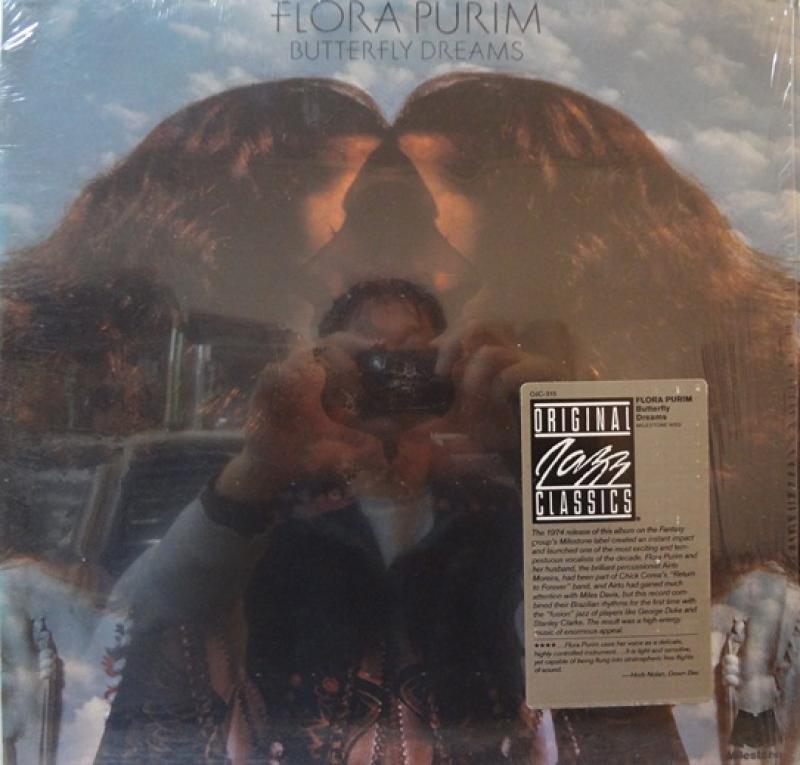 FLORA PURIM
BUTTERFLY DREAMS
OJC-315
FLORA PURIM
Butterfly
Dreams
MILESTONE 9052
ORIGINAL
Jazz
CLASSICS
The 1974 release of this album on the Fantasy
group's Milestone label created an instant impact
and launched one of the most exciting and tem-
pestuous vocalists of the decade. Flora Purim and
her husband, the brilliant percussionist Airto
Moreira, had been part of Chick Corea's "Return
to Forever" band, and Airto had gained much
attention with Miles Davis, but this record com-
bined their Brazilian rhythms for the first time with
the "fusion" jazz of players like George Duke and
Stanley Clarke. The result was a high energy
music of enormous appeal.
★★★★ ... Flora Purim uses her voice as a delicate,
highly controlled instrument . . . It is light and sensitive,
yet capable of being flung into stratospheric free flights
of sound.
—Herb Nolan, Down Beat
Milestone